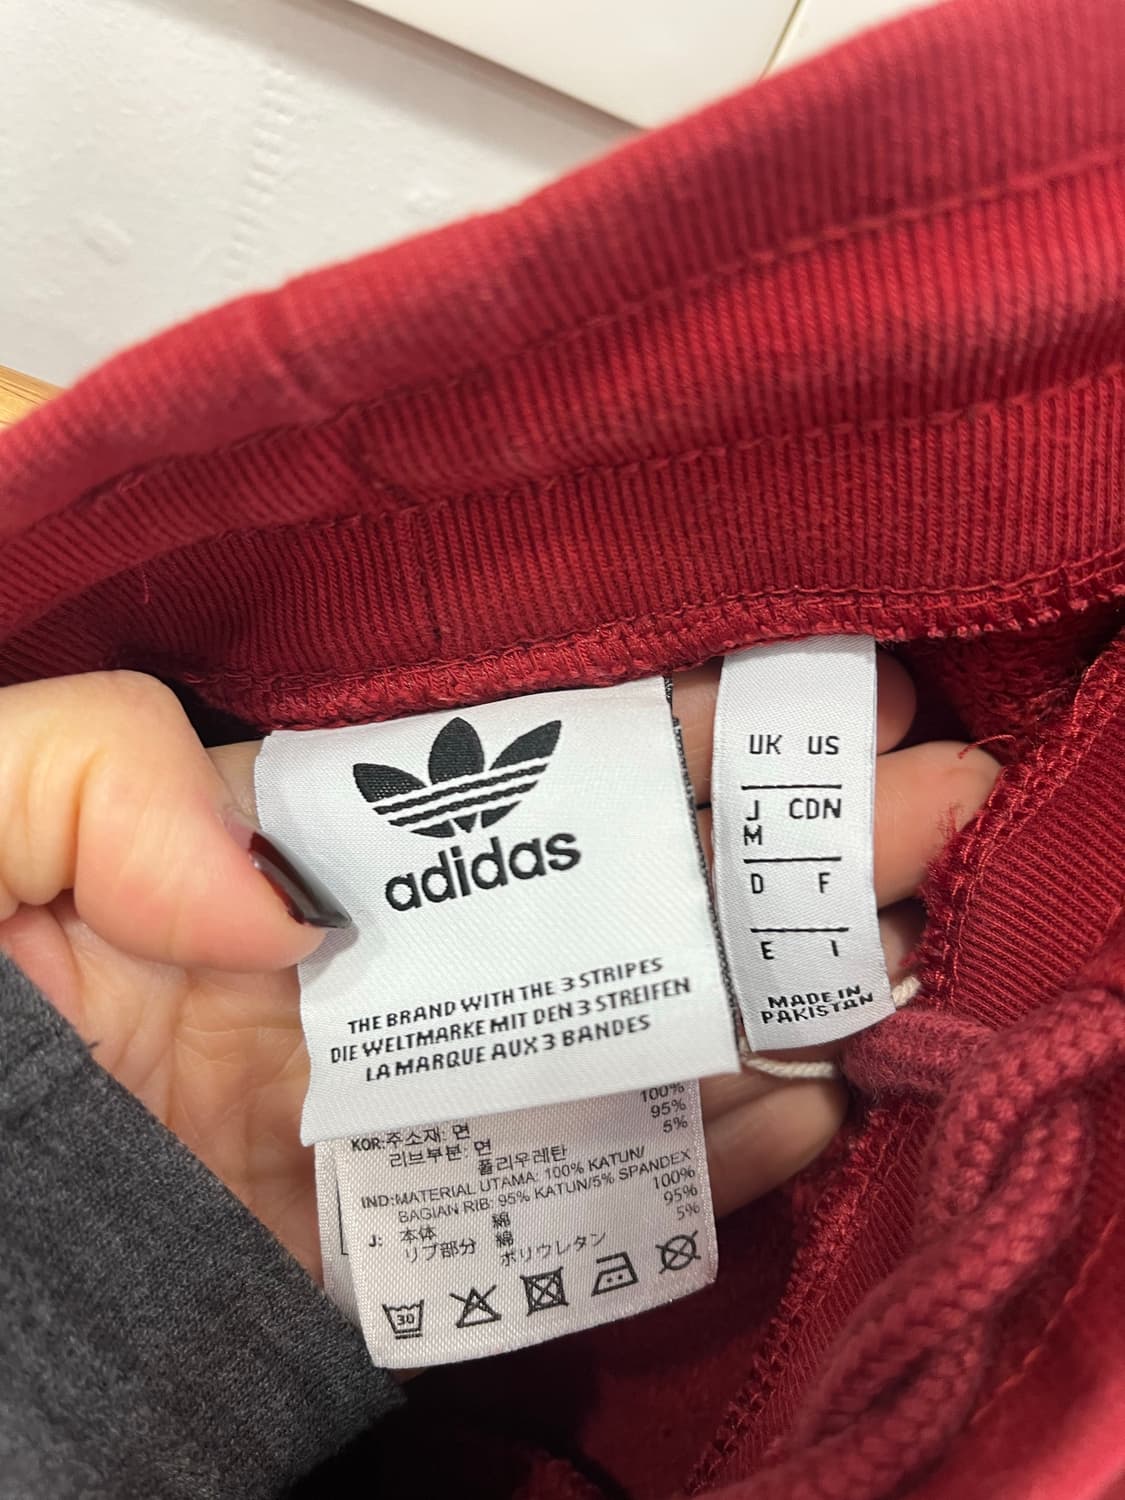 adidas
THE BRAND WITH THE 3 STRIPES
DIE WELTMARKE MIT DEN 3 STREIFEN
LA MARQUE AUX 3 BANDES
100%
KOR:주소재: 면 95%
리브부분: 면 5%
폴리우레탄
IND:MATERIAL UTAMA: 100% KATUN/
BAGIAN RIB: 95% KATUN/5% SPANDEX
J: 本体 綿 100%
リブ部分 綿 95%
ポリウレタン 5%
30
UK US
J CDN
M
D F
E I
MADE IN
PAKISTAN